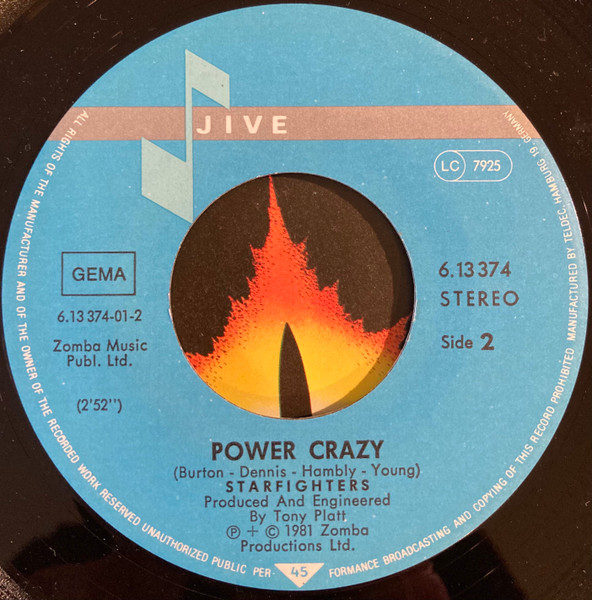 JIVE
LC 7925
GEMA
6.13 374-01-2
Zomba Music
Publ. Ltd.
(2'52'')
6.13 374
STEREO
Side 2
POWER CRAZY
(Burton - Dennis - Hambly - Young)
STARFIGHTERS
Produced And Engineered
By Tony Platt
℗ + © 1981 Zomba
Productions Ltd.
ALL RIGHTS OF THE MANUFACTURER AND OF THE OWNER OF THE RECORDED WORK RESERVED UNAUTHORIZED PUBLIC PER- 45 FORMANCE BROADCASTING AND COPYING OF THIS RECORD PROHIBITED MANUFACTURED BY TELDEC, HAMBURG 19, GERMANY